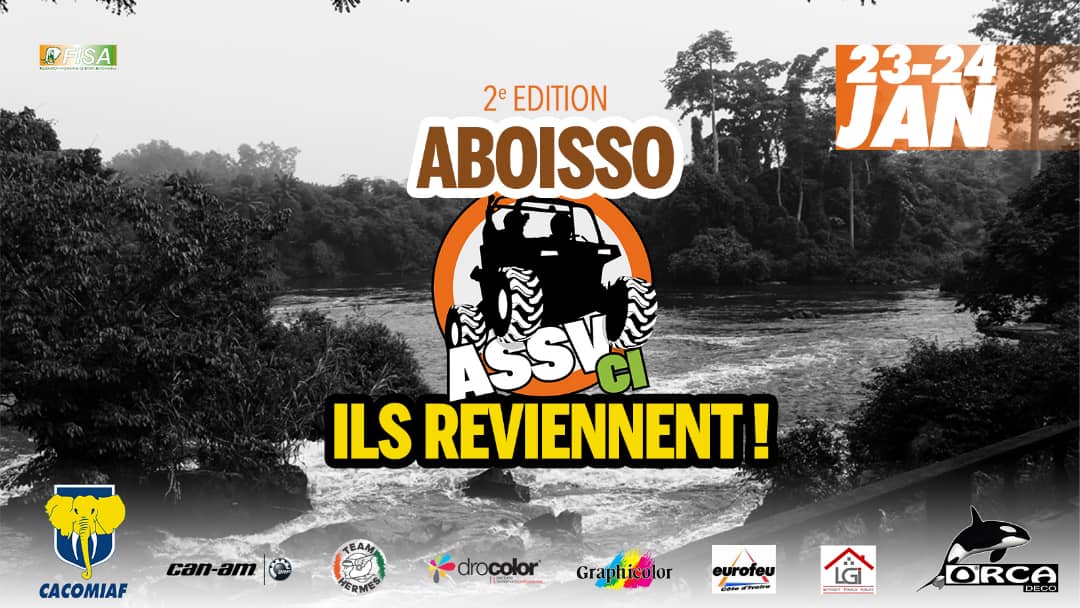 FISA
23-24
JAN
2e EDITION
ABOISSO
ASSV CI
ILS REVIENNENT !
CACOMIAF
can-am
brp
TEAM
HERMES
drocolor
Graphicolor
eurofeu
Côte d'Ivoire
LGI
ORCA
DECO